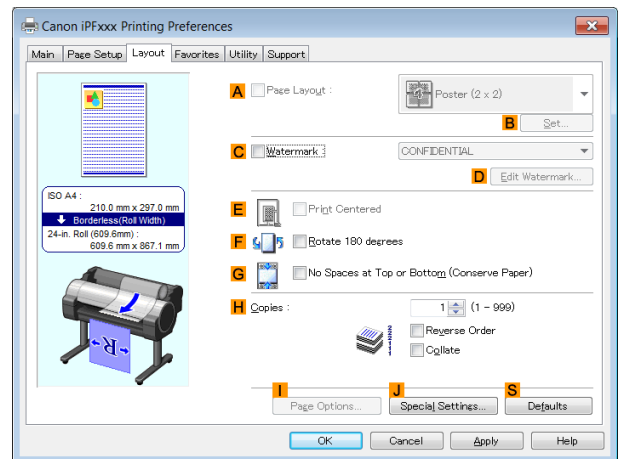 Canon iPFxxx Printing Preferences
Main Page Setup Layout Favorites Utility Support
A Page Layout : Poster (2 x 2)
B Set...
C Watermark : CONFIDENTIAL
D Edit Watermark...
ISO A4 :
210.0 mm x 297.0 mm
Borderless(Roll Width)
24-in. Roll (609.6mm) :
609.6 mm x 867.1 mm
E Print Centered
F Rotate 180 degrees
G No Spaces at Top or Bottom (Conserve Paper)
H Copies : 1 (1 - 999)
Reverse Order
Collate
R
I J S
Page Options... Special Settings... Defaults
OK Cancel Apply Help